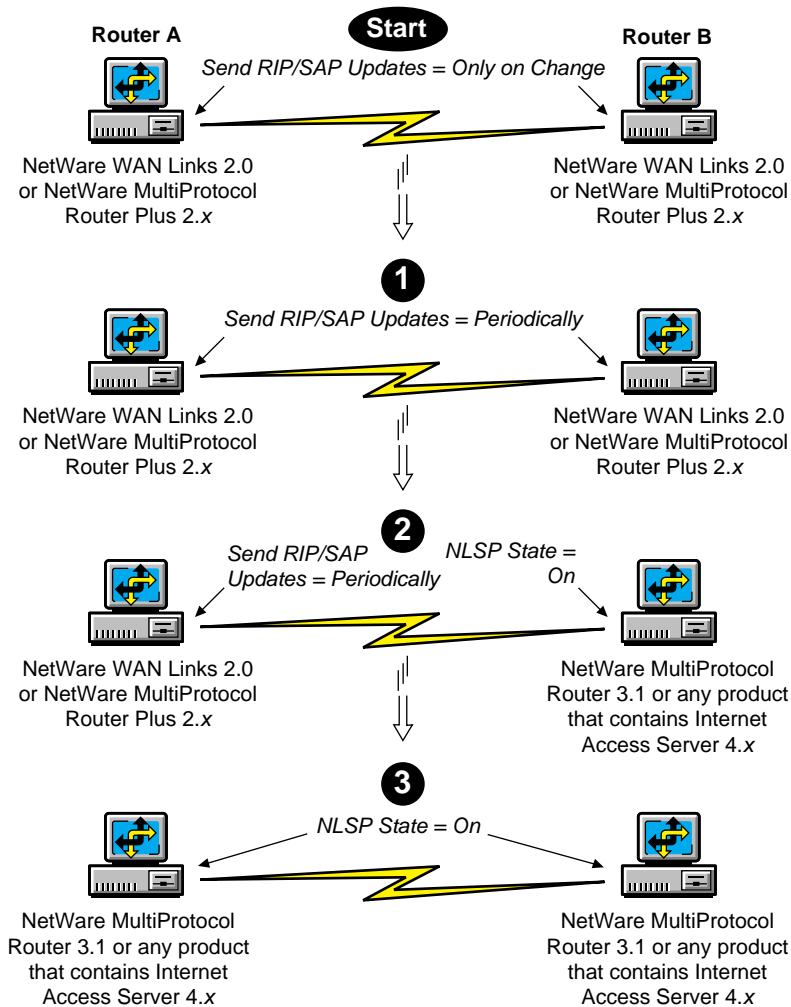 Start
Router A
Router B
Send RIP/SAP Updates = Only on Change
NetWare WAN Links 2.0
or NetWare MultiProtocol
Router Plus 2.x
NetWare WAN Links 2.0
or NetWare MultiProtocol
Router Plus 2.x
1
Send RIP/SAP Updates = Periodically
NetWare WAN Links 2.0
or NetWare MultiProtocol
Router Plus 2.x
NetWare WAN Links 2.0
or NetWare MultiProtocol
Router Plus 2.x
2
Send RIP/SAP
Updates = Periodically
NLSP State =
On
NetWare WAN Links 2.0
or NetWare MultiProtocol
Router Plus 2.x
NetWare MultiProtocol
Router 3.1 or any product
that contains Internet
Access Server 4.x
3
NLSP State = On
NetWare MultiProtocol
Router 3.1 or any product
that contains Internet
Access Server 4.x
NetWare MultiProtocol
Router 3.1 or any product
that contains Internet
Access Server 4.x